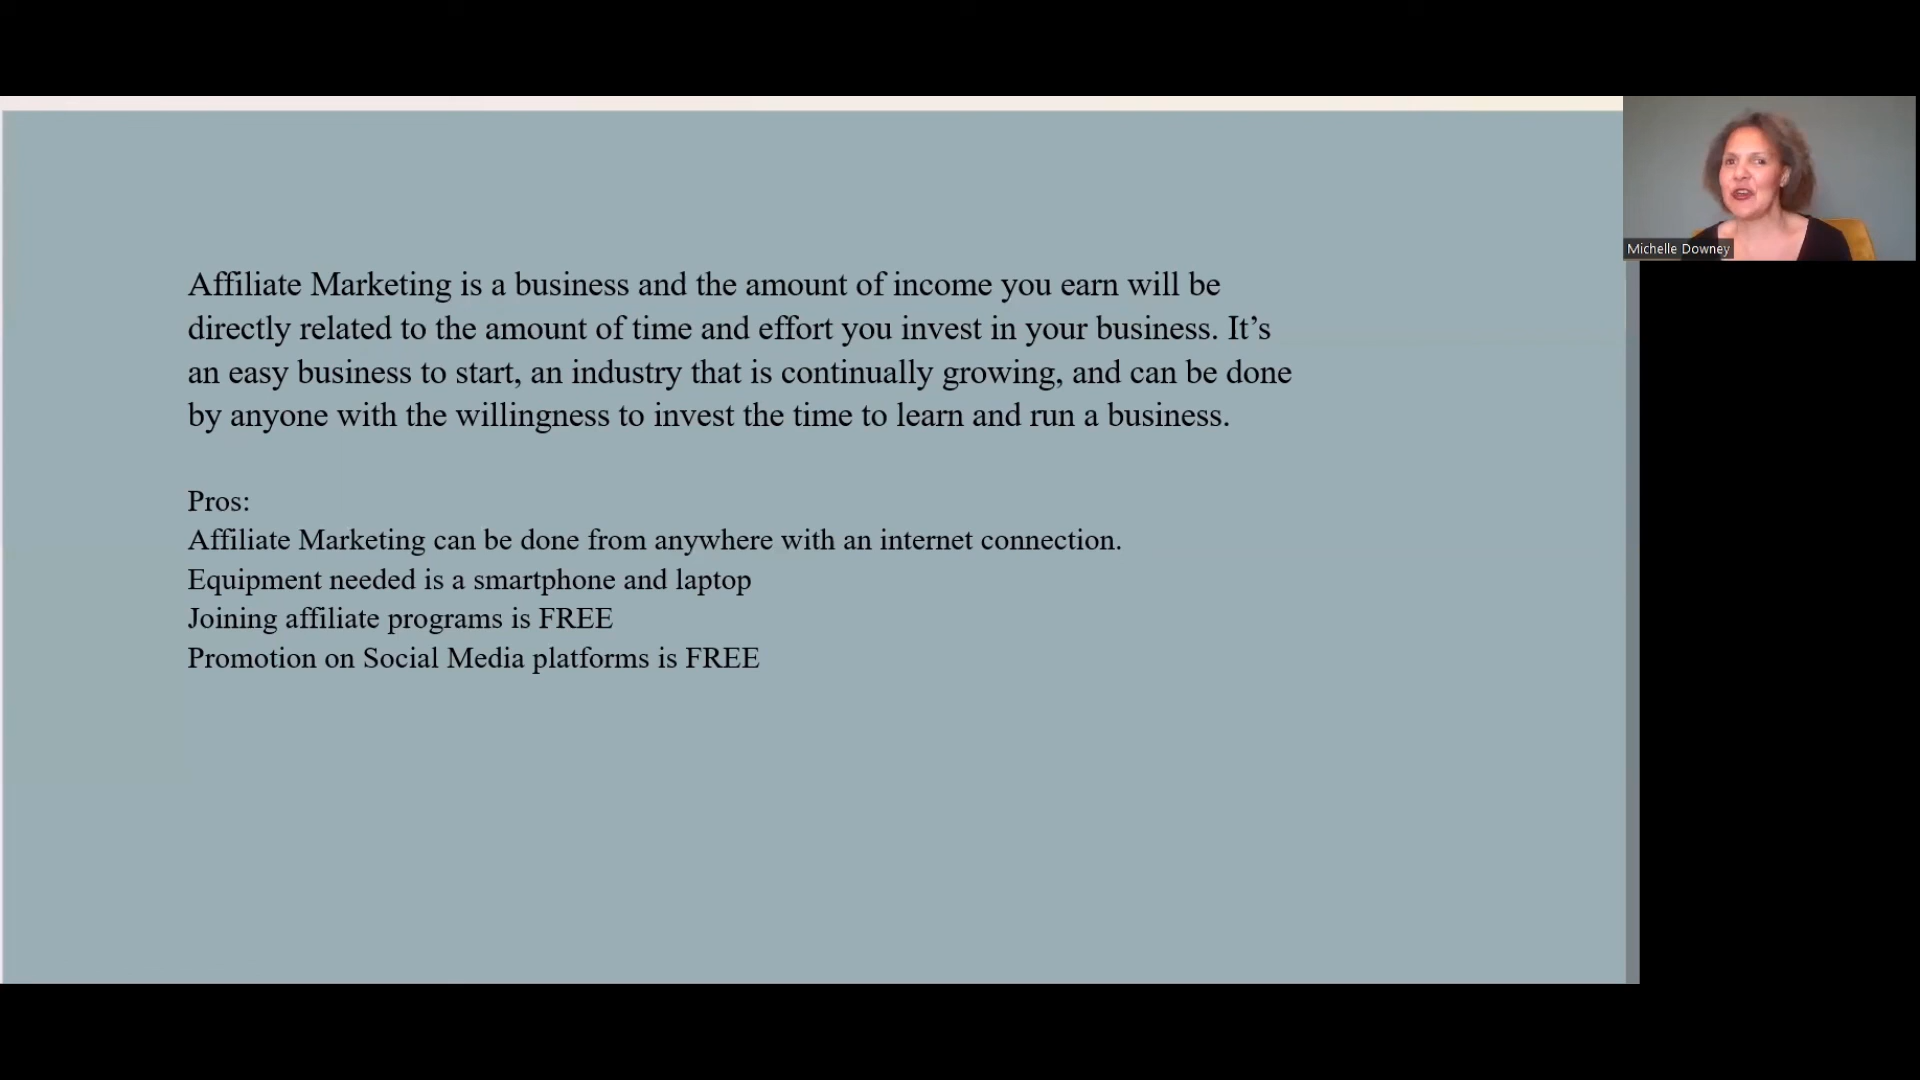 Affiliate Marketing is a business and the amount of income you earn will be
directly related to the amount of time and effort you invest in your business. It’s
an easy business to start, an industry that is continually growing, and can be done
by anyone with the willingness to invest the time to learn and run a business.
Pros:
Affiliate Marketing can be done from anywhere with an internet connection.
Equipment needed is a smartphone and laptop
Joining affiliate programs is FREE
Promotion on Social Media platforms is FREE
Michelle Downey